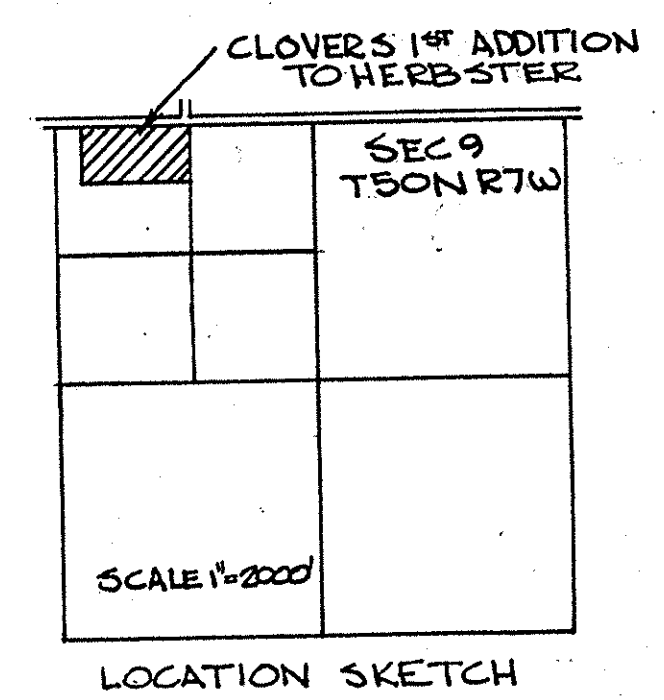 CLOVERS 1ST ADDITION
TO HERBSTER
SEC 9
T50N R7W
SCALE 1"=2000'
LOCATION SKETCH